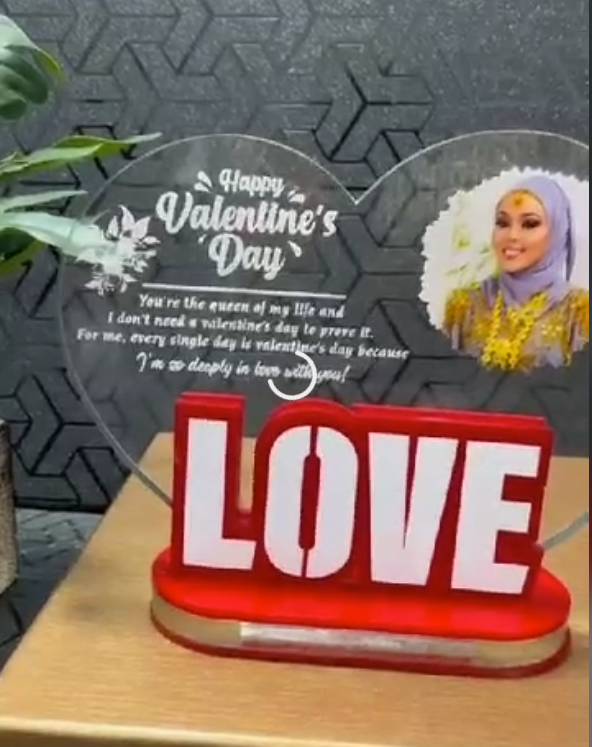 Happy
Valentine's
Day
You're the queen of my life and
I don't need a valentine's day to prove it.
For me, every single day is valentine's day because
I'm so deeply in love with you!
LOVE